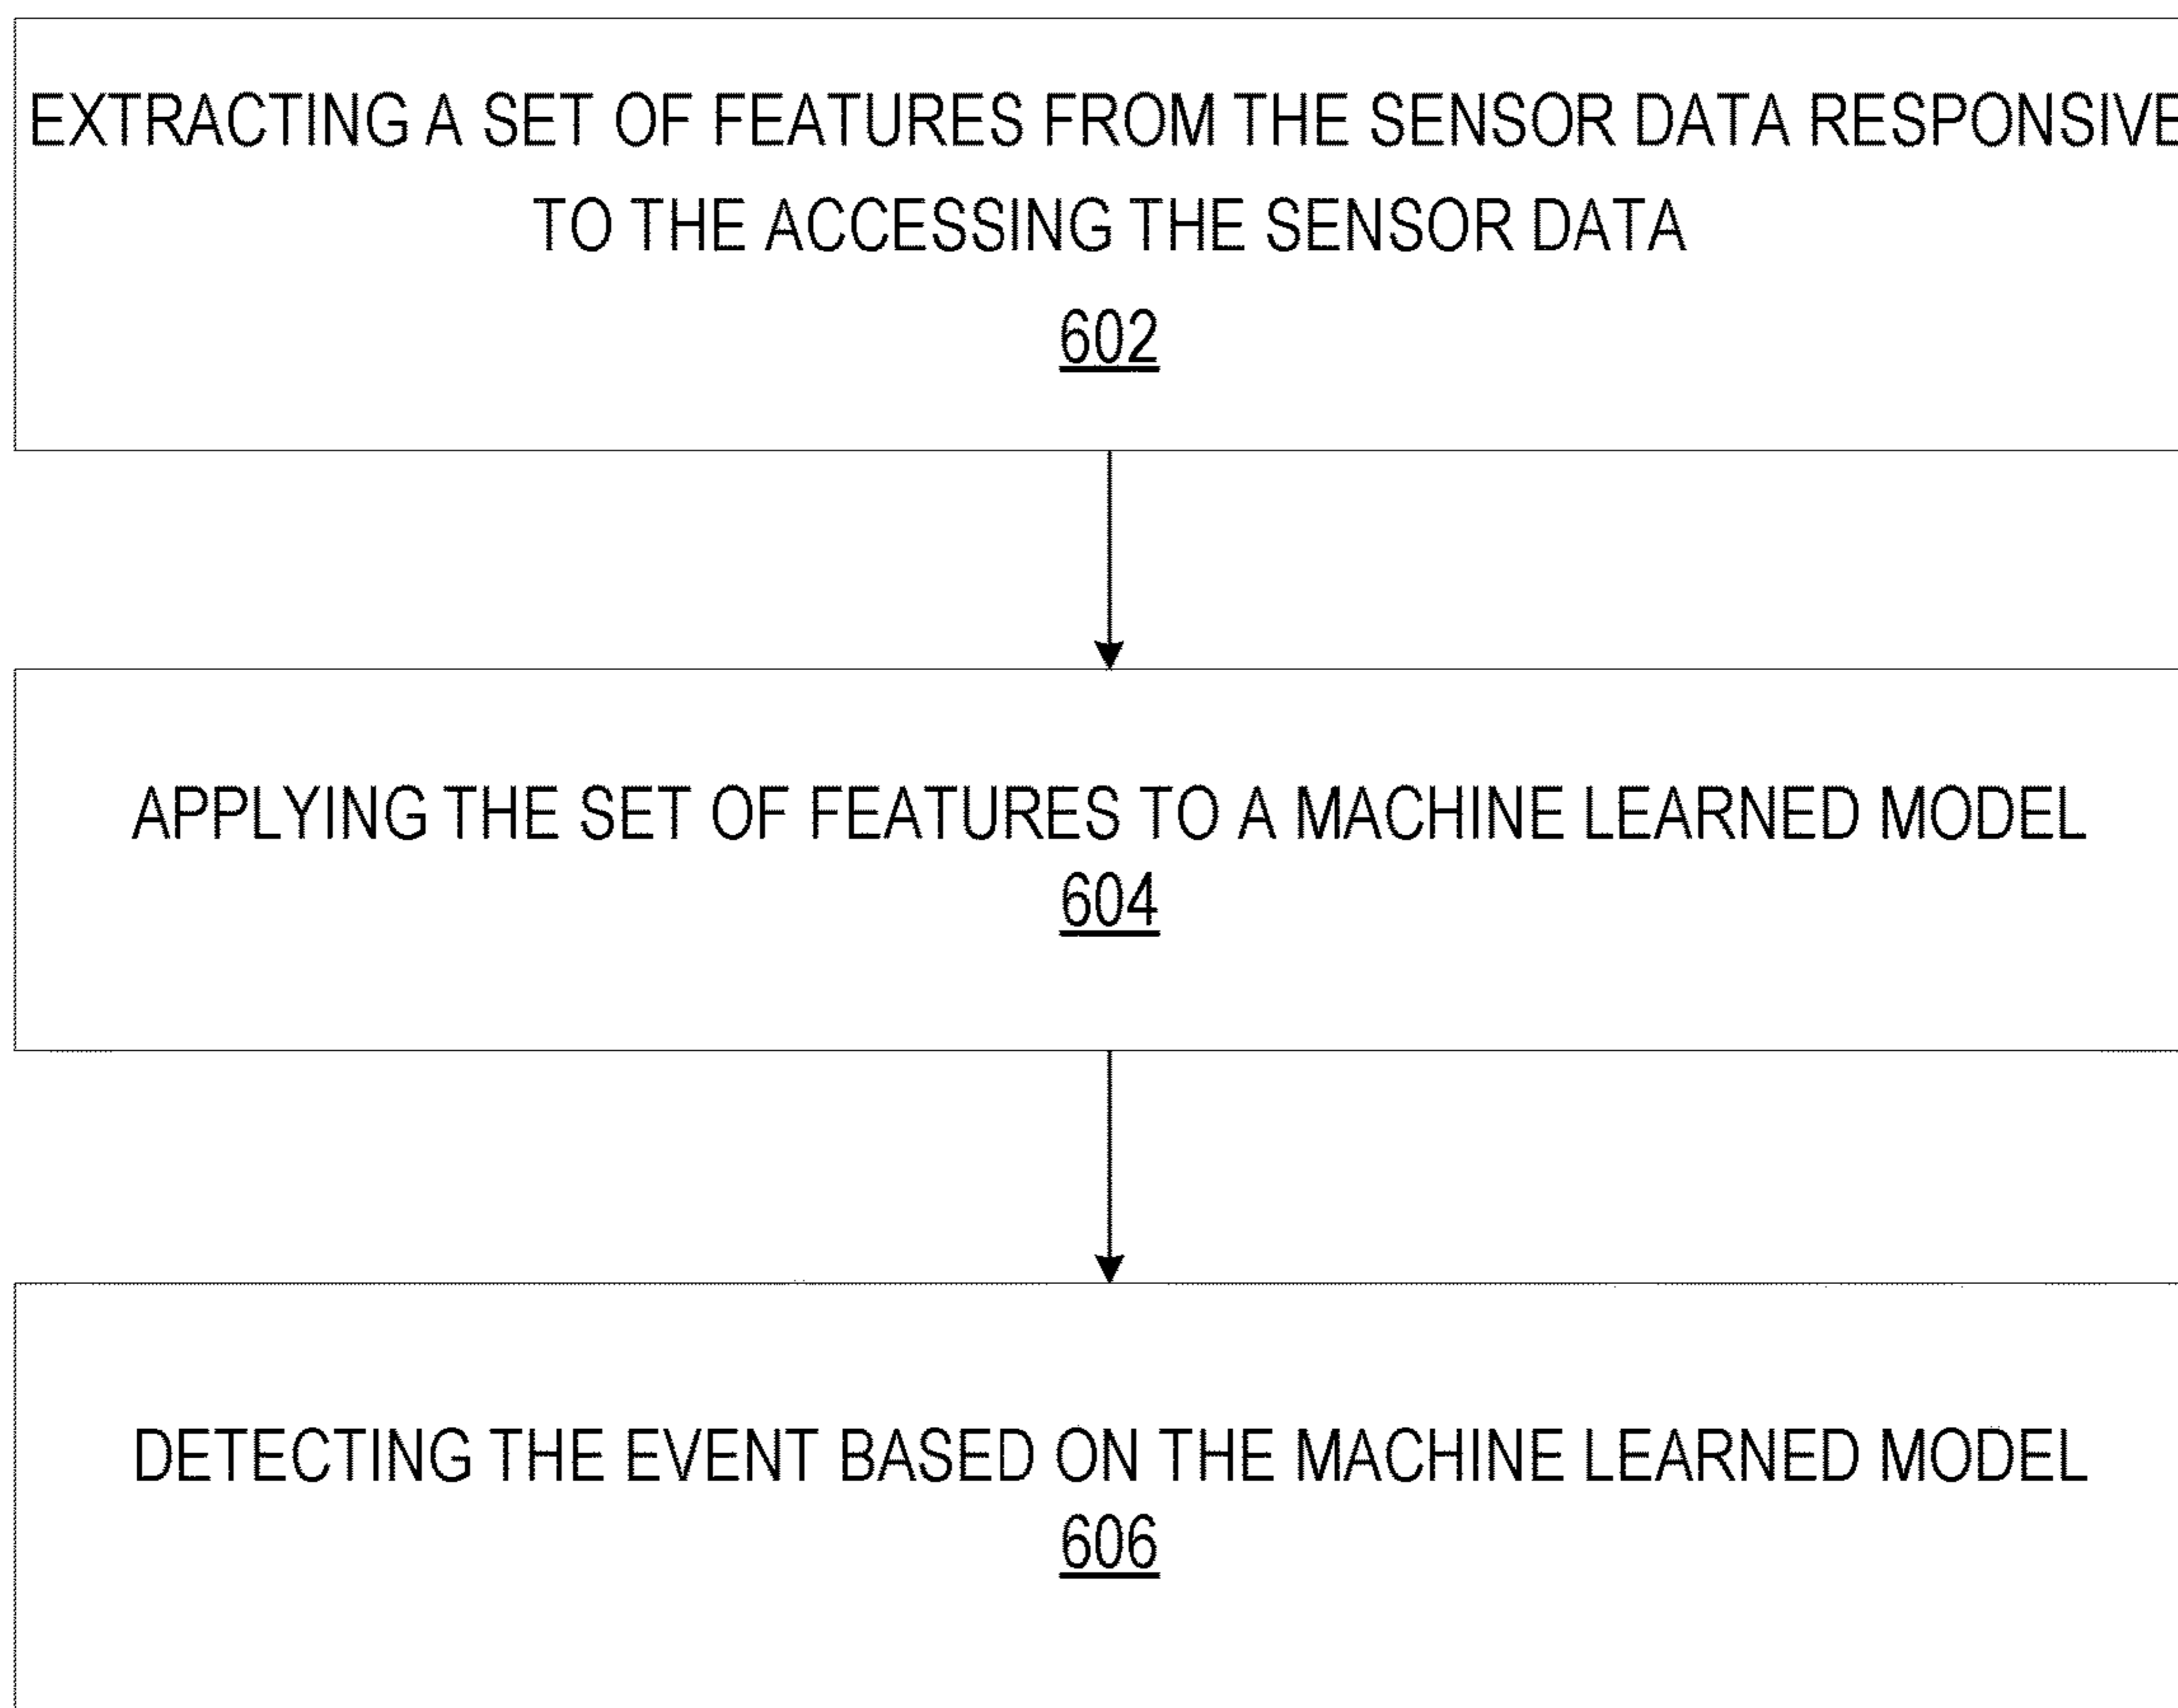 EXTRACTING A SET OF FEATURES FROM THE SENSOR DATA RESPONSIVE
TO THE ACCESSING THE SENSOR DATA
602
APPLYING THE SET OF FEATURES TO A MACHINE LEARNED MODEL
604
DETECTING THE EVENT BASED ON THE MACHINE LEARNED MODEL
606